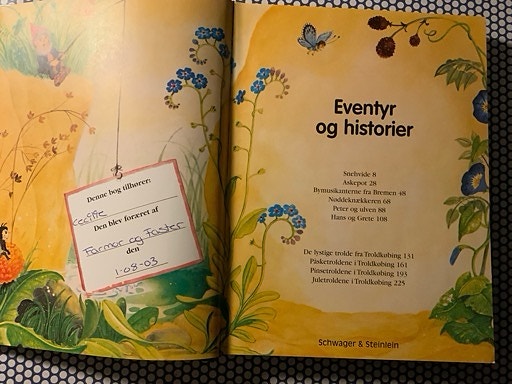 Denne bog tilhører:
Den blev foræret af
Farmor og Faster
den
1-08-03
Eventyr
og historier
Snehvide 8
Askepot 28
Bymusikanterne fra Bremen 48
Nøddeknækkeren 68
Peter og ulven 88
Hans og Grete 108
De lystige trolde fra Troldkøbing 131
Påsketroldene i Troldkøbing 161
Pinsetroldene i Troldkøbing 193
Juletroldene i Troldkøbing 225
Schwager & Steinlein